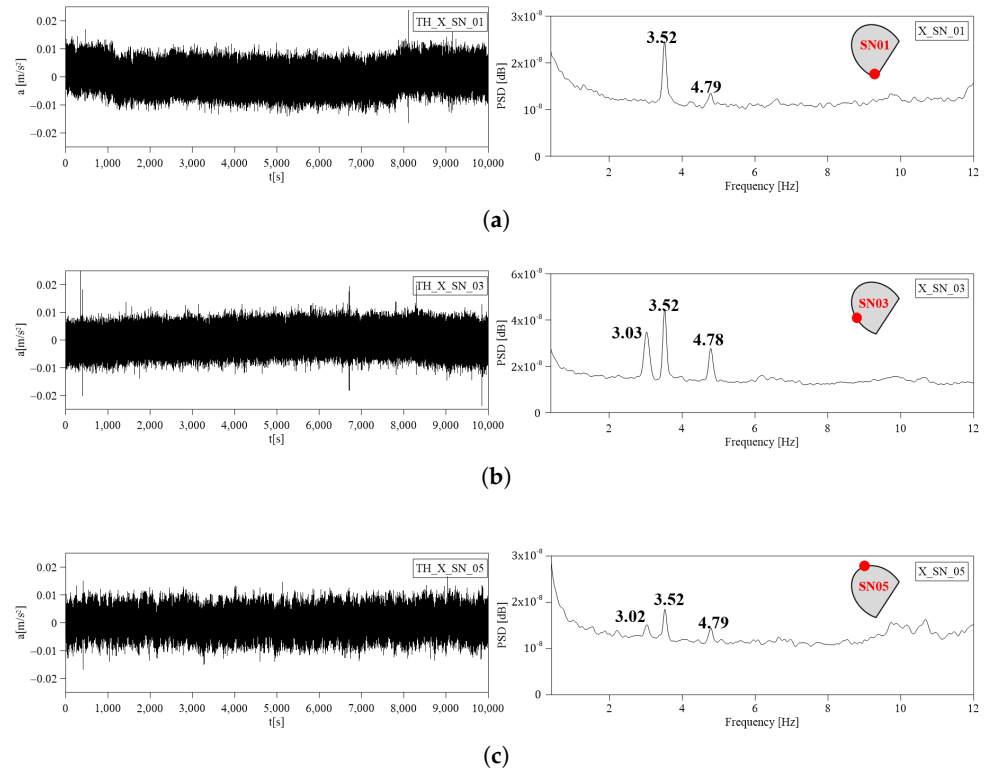 0.02
0.01
0
−0.01
−0.02
a [m/s²]
TH_X_SN_01
0 1,000 2,000 3,000 4,000 5,000 6,000 7,000 8,000 9,000 10,000
t[s]
3x10⁻⁸
2x10⁻⁸
10⁻⁸
0
PSD [dB]
3.52
4.79
SN01
X_SN_01
2 4 6 8 10 12
Frequency [Hz]
(a)
0.02
0.01
0
−0.01
−0.02
a[m/s²]
TH_X_SN_03
0 1,000 2,000 3,000 4,000 5,000 6,000 7,000 8,000 9,000 10,000
t[s]
6x10⁻⁸
4x10⁻⁸
2x10⁻⁸
0
PSD [dB]
3.03
3.52
4.78
SN03
X_SN_03
2 4 6 8 10 12
Frequency [Hz]
(b)
0.02
0.01
0
−0.01
−0.02
a[m/s²]
TH_X_SN_05
0 1,000 2,000 3,000 4,000 5,000 6,000 7,000 8,000 9,000 10,000
t[s]
3x10⁻⁸
2x10⁻⁸
10⁻⁸
0
PSD [dB]
3.02
3.52
4.79
SN05
X_SN_05
2 4 6 8 10 12
Frequency [Hz]
(c)